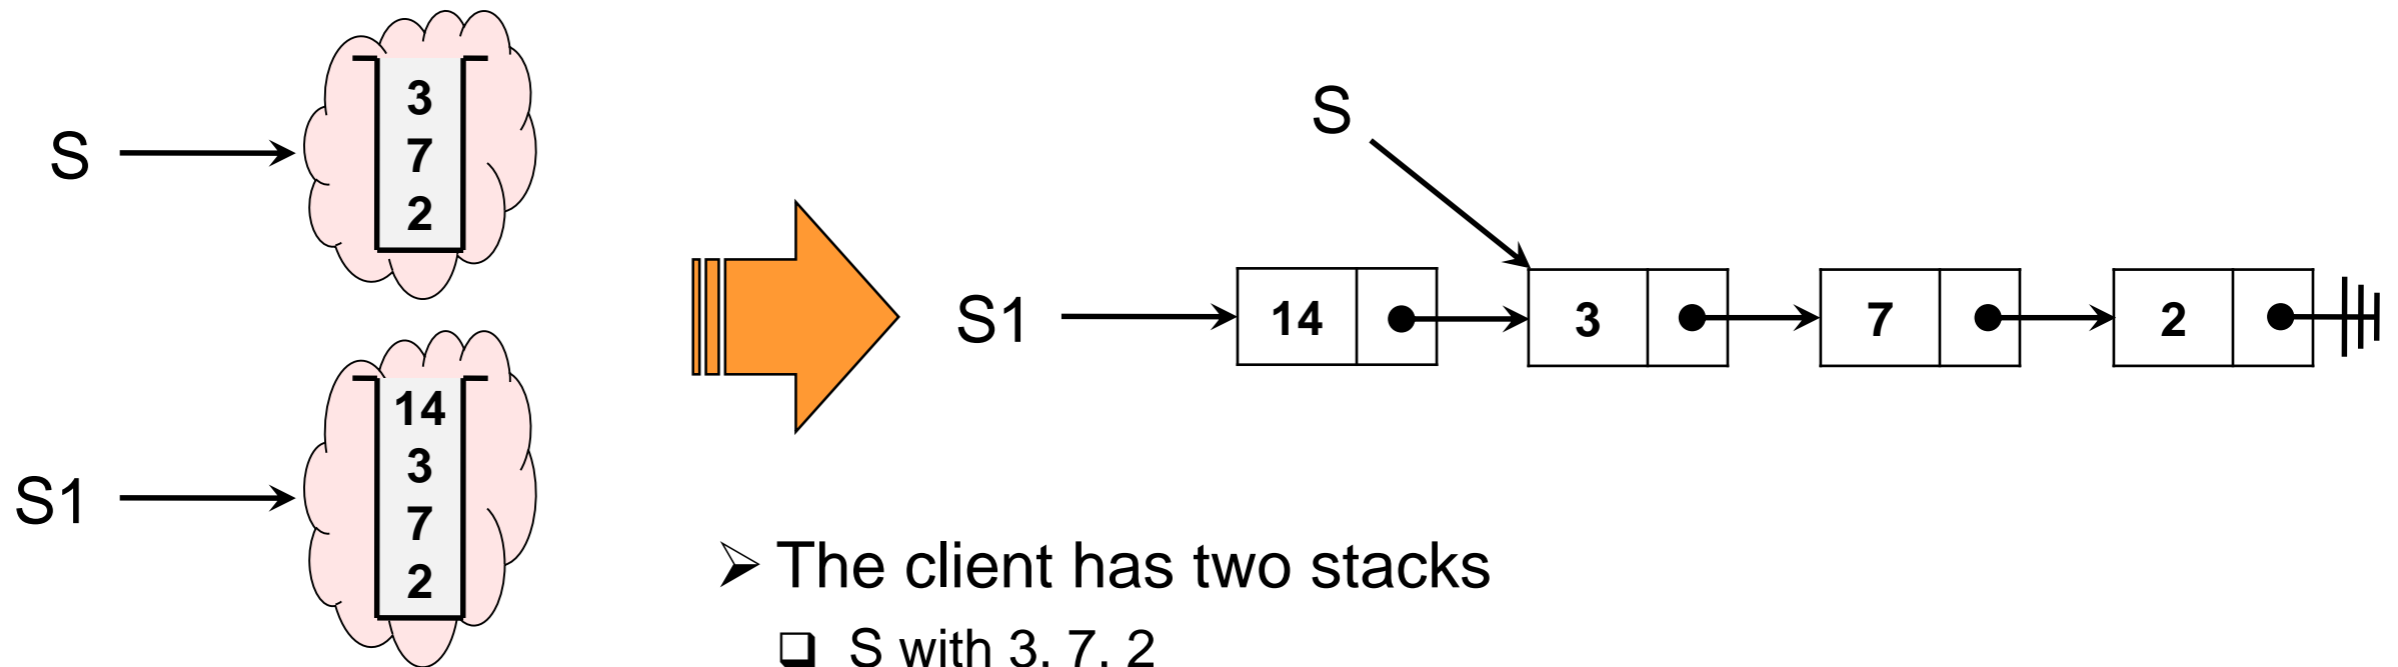 S
3
7
2
S1
14
3
7
2
S
S1
14
3
7
2
➢ The client has two stacks
❑ S with 3, 7, 2